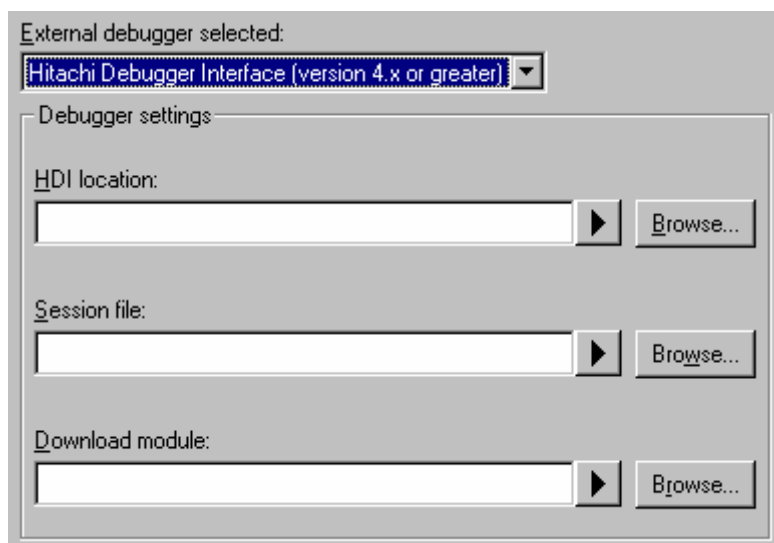 External debugger selected:
Hitachi Debugger Interface (version 4.x or greater)
Debugger settings
HDI location:
Browse...
Session file:
Browse...
Download module:
Browse...